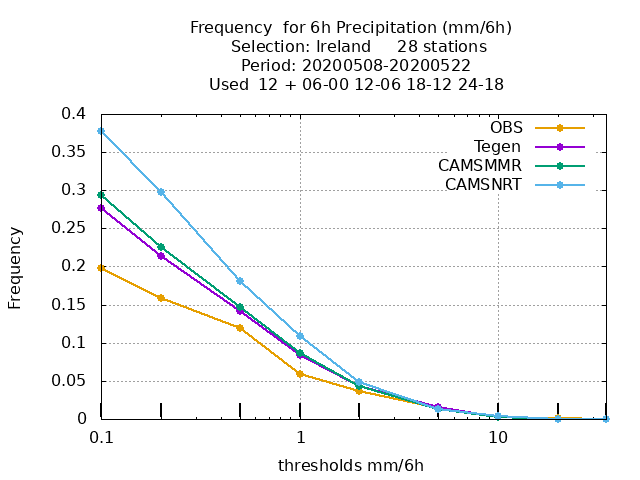 Frequency  for 6h Precipitation (mm/6h)
Selection: Ireland     28 stations
Period: 20200508-20200522
Used  12 + 06-00 12-06 18-12 24-18
OBS
Tegen
CAMSMMR
CAMSNRT
0.4
0.35
0.3
0.25
0.2
0.15
0.1
0.05
0
Frequency
0.1 1 10
thresholds mm/6h